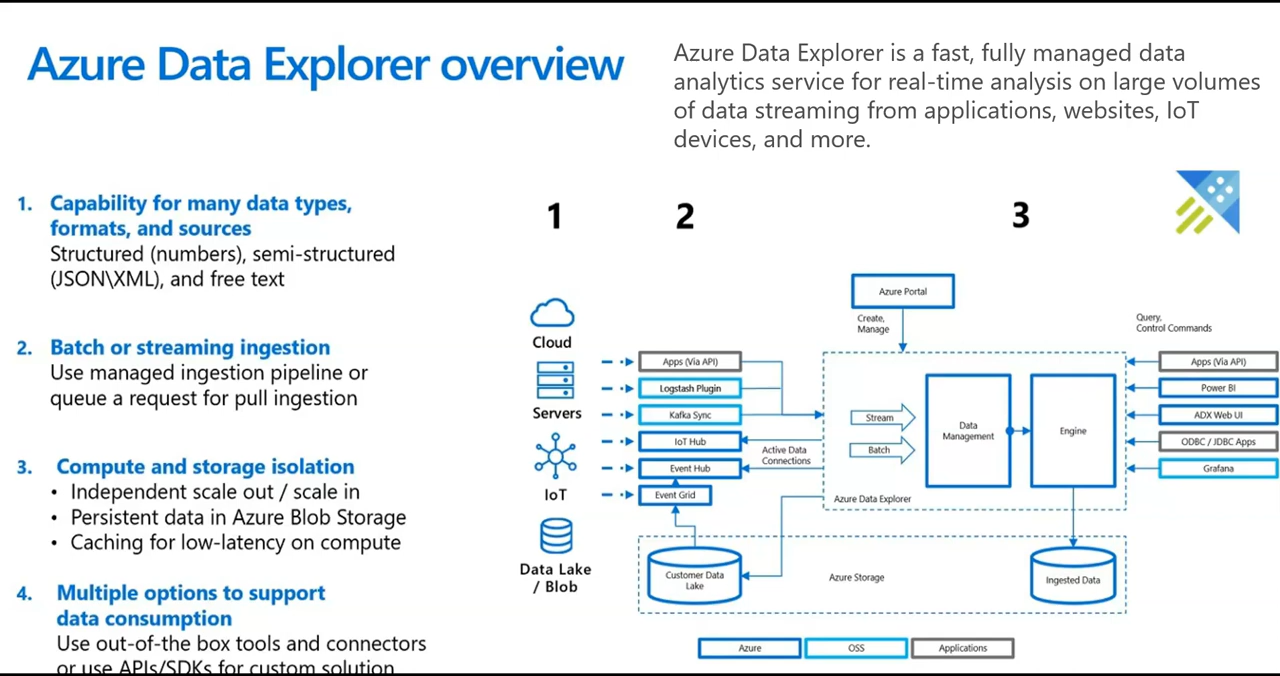 Azure Data Explorer overview
Azure Data Explorer is a fast, fully managed data
analytics service for real-time analysis on large volumes
of data streaming from applications, websites, IoT
devices, and more.
1. Capability for many data types,
formats, and sources
Structured (numbers), semi-structured
(JSON\XML), and free text
2. Batch or streaming ingestion
Use managed ingestion pipeline or
queue a request for pull ingestion
3. Compute and storage isolation
• Independent scale out / scale in
• Persistent data in Azure Blob Storage
• Caching for low-latency on compute
4. Multiple options to support
data consumption
Use out-of-the box tools and connectors
or use APIs/SDKs for custom solution
1
2
3
Cloud
Servers
IoT
Data Lake
/ Blob
Apps (Via API)
Logstash Plugin
Kafka Sync
IoT Hub
Event Hub
Event Grid
Active Data
Connections
Azure Portal
Create,
Manage
Stream
Batch
Data
Management
Engine
Azure Data Explorer
Query,
Control Commands
Apps (Via API)
Power BI
ADX Web UI
ODBC / JDBC Apps
Grafana
Customer Data
Lake
Azure Storage
Ingested Data
Azure
OSS
Applications